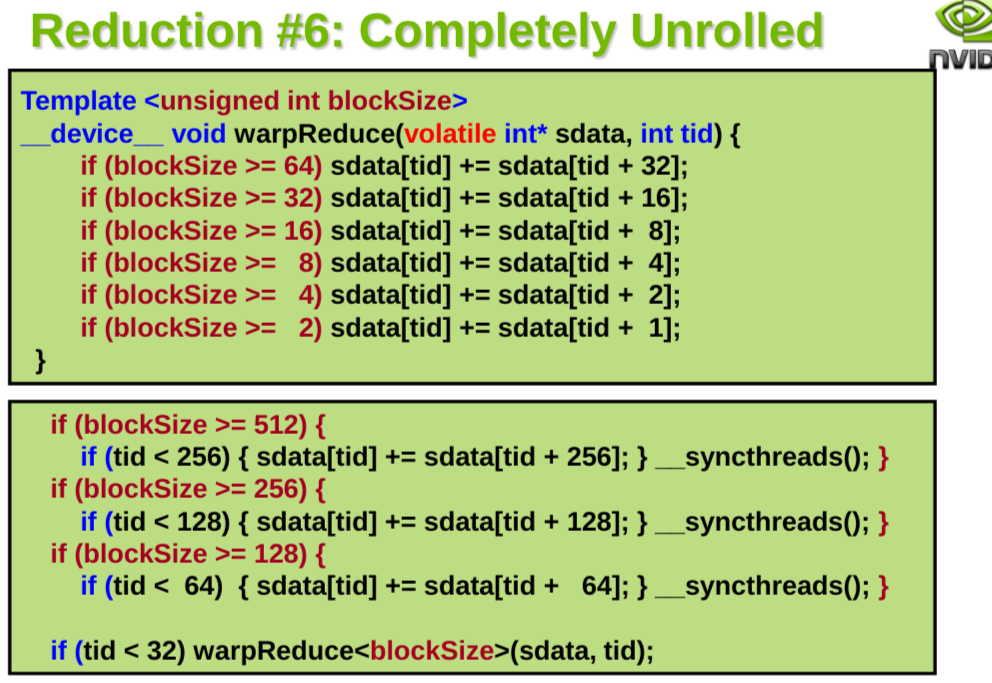 Reduction #6: Completely Unrolled
NVID
Template <unsigned int blockSize>
__device__ void warpReduce(volatile int* sdata, int tid) {
if (blockSize >= 64) sdata[tid] += sdata[tid + 32];
if (blockSize >= 32) sdata[tid] += sdata[tid + 16];
if (blockSize >= 16) sdata[tid] += sdata[tid +  8];
if (blockSize >=   8) sdata[tid] += sdata[tid +  4];
if (blockSize >=   4) sdata[tid] += sdata[tid +  2];
if (blockSize >=   2) sdata[tid] += sdata[tid +  1];
}
if (blockSize >= 512) {
if (tid < 256) { sdata[tid] += sdata[tid + 256]; } __syncthreads(); }
if (blockSize >= 256) {
if (tid < 128) { sdata[tid] += sdata[tid + 128]; } __syncthreads(); }
if (blockSize >= 128) {
if (tid <  64)  { sdata[tid] += sdata[tid +   64]; } __syncthreads(); }
if (tid < 32) warpReduce<blockSize>(sdata, tid);